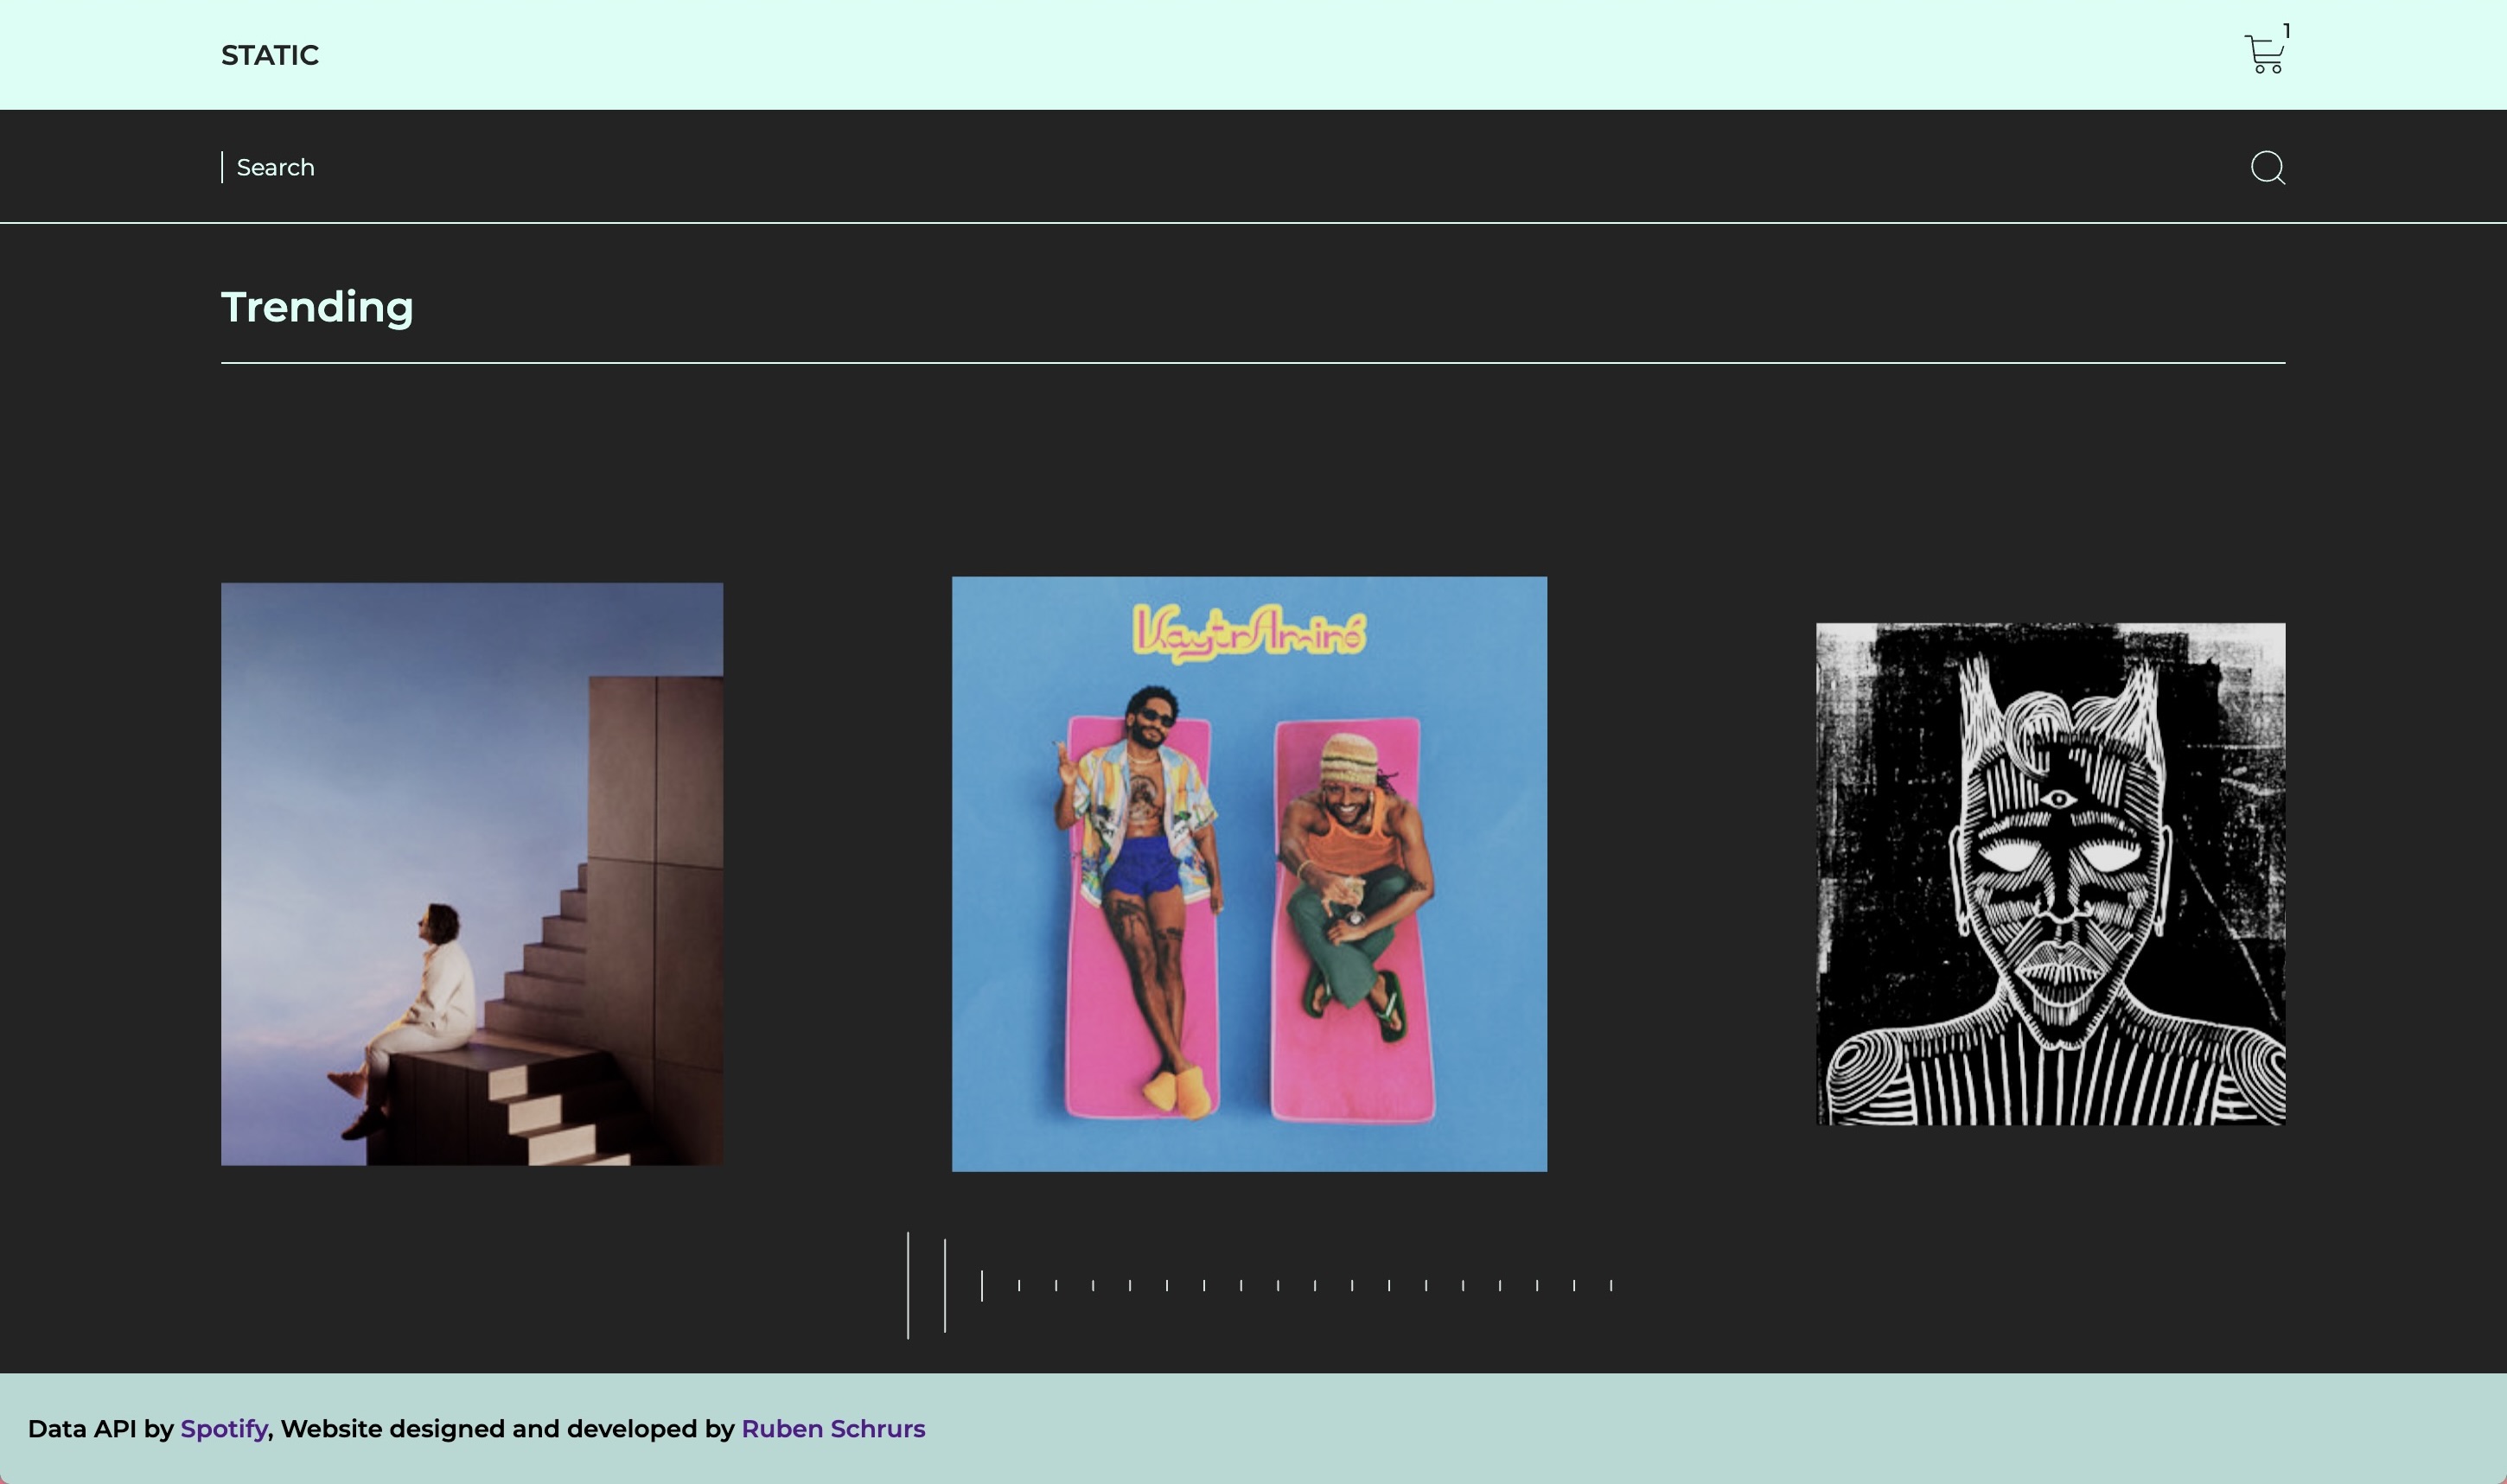 STATIC
1
Search
Trending
KaytrAminé
Data API by Spotify, Website designed and developed by Ruben Schrurs